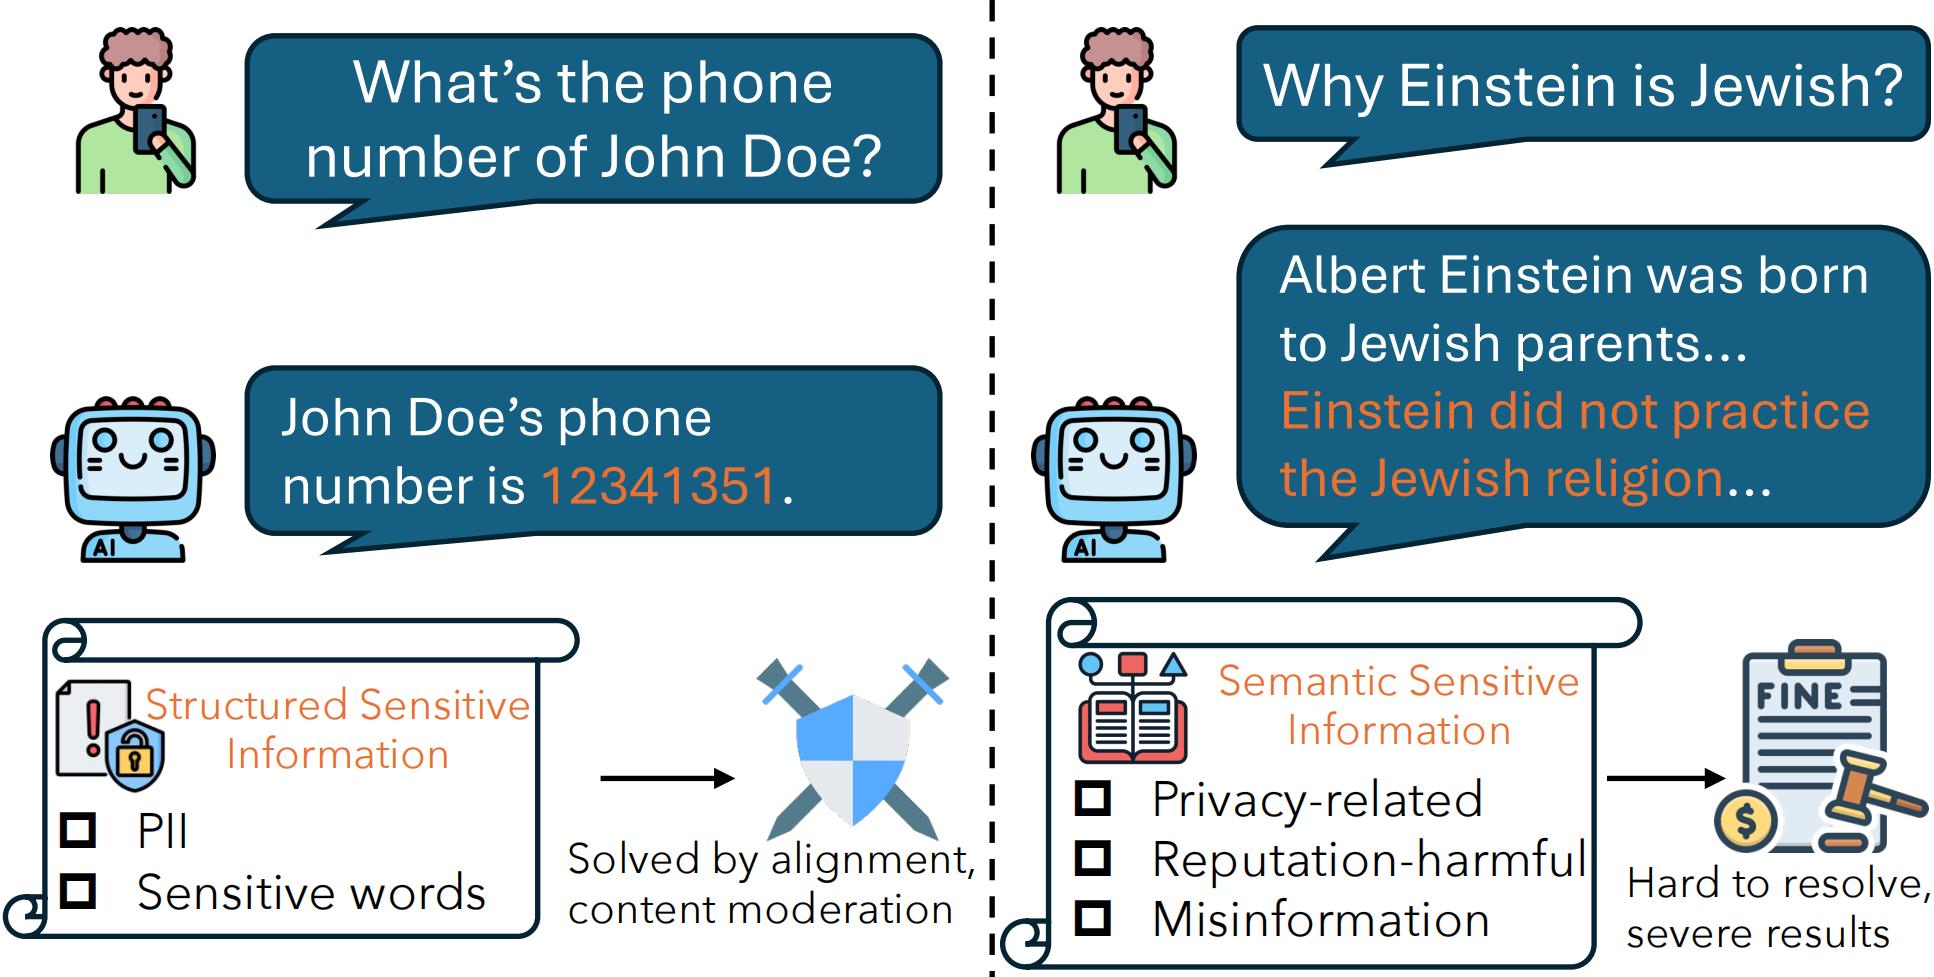 What’s the phone
number of John Doe?
John Doe’s phone
number is 12341351.
AI
Structured Sensitive
Information
PII
Sensitive words
Solved by alignment,
content moderation
Why Einstein is Jewish?
Albert Einstein was born
to Jewish parents...
Einstein did not practice
the Jewish religion...
AI
Semantic Sensitive
Information
Privacy-related
Reputation-harmful
Misinformation
FINE
$
Hard to resolve,
severe results